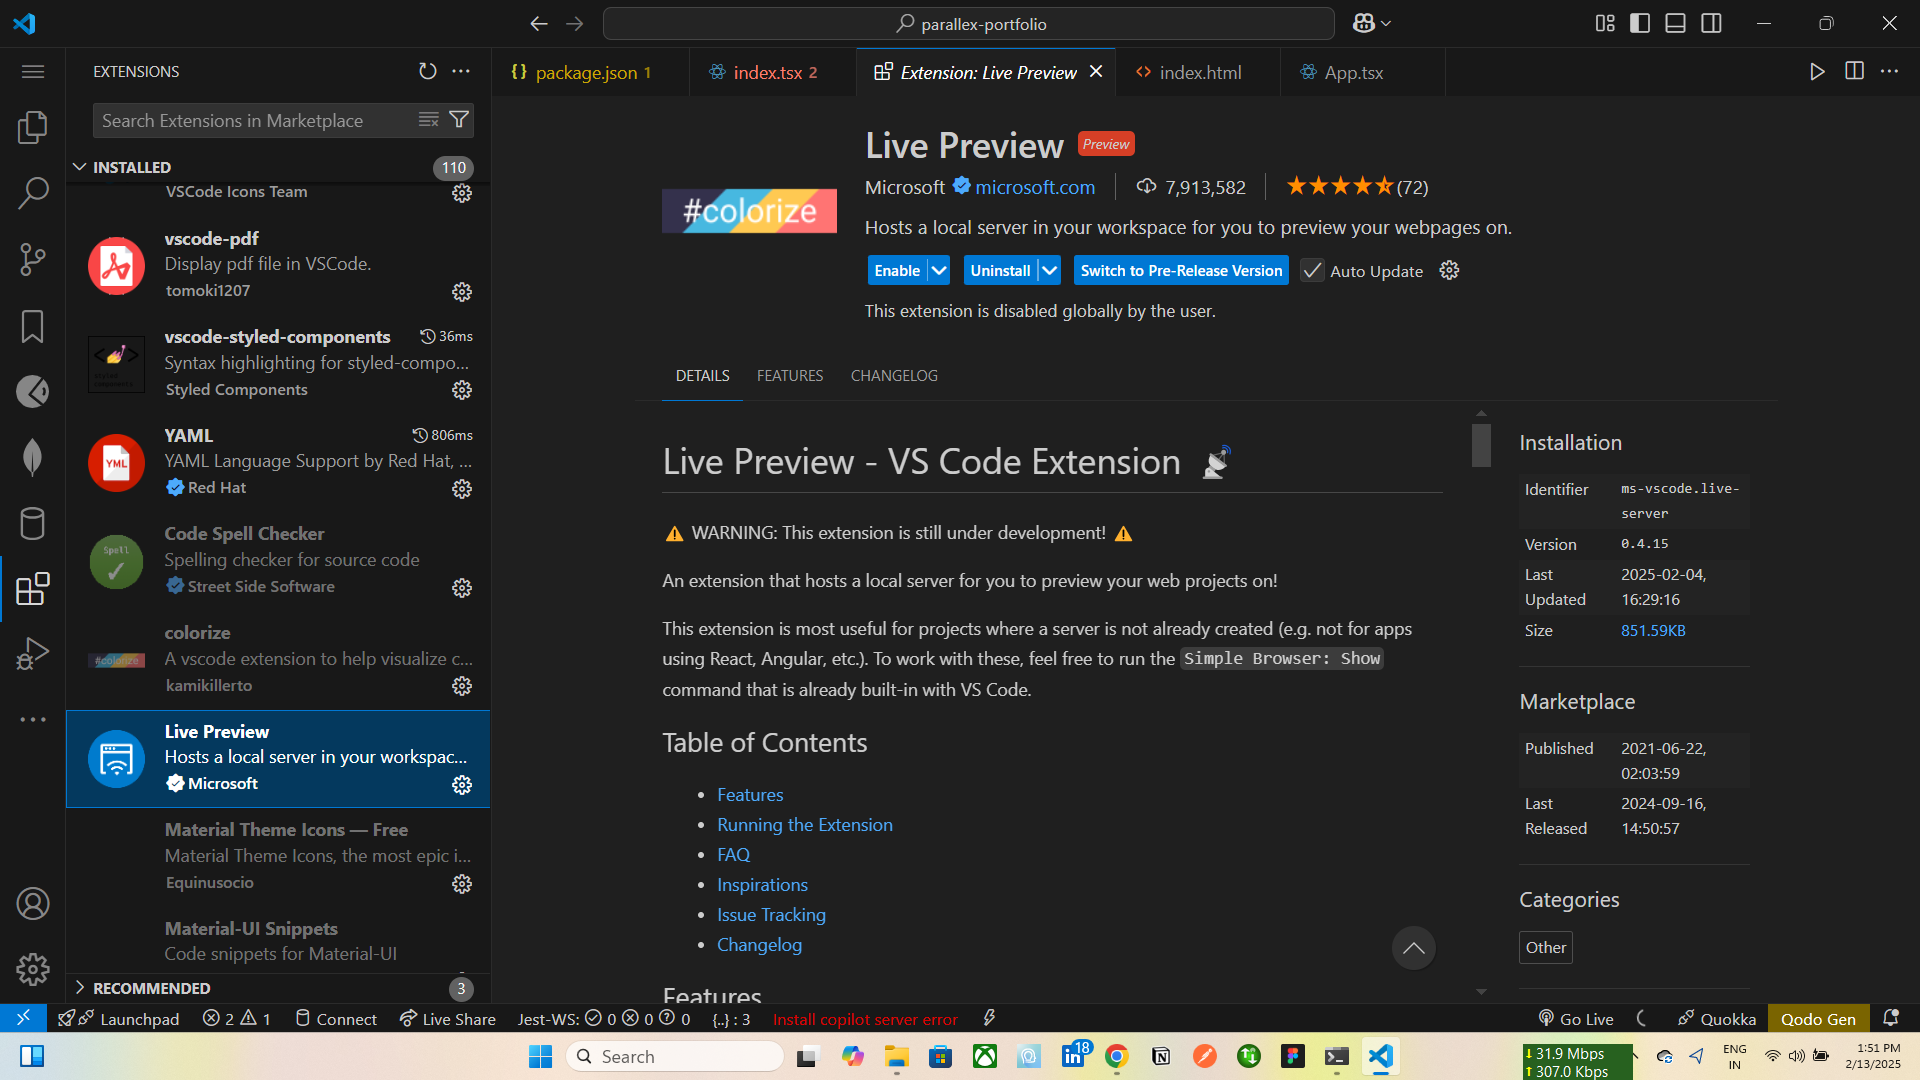 parallex-portfolio
EXTENSIONS
{} package.json 1
index.tsx 2
Extension: Live Preview
<> index.html
App.tsx
Search Extensions in Marketplace
INSTALLED
110
VSCode Icons Team
vscode-pdf
Display pdf file in VSCode.
tomoki1207
vscode-styled-components
36ms
Syntax highlighting for styled-compo...
Styled Components
YML
YAML
806ms
YAML Language Support by Red Hat, ...
Red Hat
Spell
Code Spell Checker
Spelling checker for source code
Street Side Software
#colorize
colorize
A vscode extension to help visualize c...
kamikillerto
Live Preview
Hosts a local server in your workspac...
Microsoft
Material Theme Icons — Free
Material Theme Icons, the most epic i...
Equinusocio
Material-UI Snippets
Code snippets for Material-UI
RECOMMENDED
3
#colorize
Live Preview Preview
Microsoft microsoft.com 7,913,582 (72)
Hosts a local server in your workspace for you to preview your webpages on.
Enable Uninstall Switch to Pre-Release Version Auto Update
This extension is disabled globally by the user.
DETAILS FEATURES CHANGELOG
Live Preview - VS Code Extension
WARNING: This extension is still under development!
An extension that hosts a local server for you to preview your web projects on!
This extension is most useful for projects where a server is not already created (e.g. not for apps
using React, Angular, etc.). To work with these, feel free to run the Simple Browser: Show
command that is already built-in with VS Code.
Table of Contents
• Features
• Running the Extension
• FAQ
• Inspirations
• Issue Tracking
• Changelog
Features
Installation
Identifier ms-vscode.live-
server
Version 0.4.15
Last 2025-02-04,
Updated 16:29:16
Size 851.59KB
Marketplace
Published 2021-06-22,
02:03:59
Last 2024-09-16,
Released 14:50:57
Categories
Other
Launchpad 2 1 Connect Live Share Jest-WS: 0 0 0 {..} : 3 Install copilot server error Go Live Quokka Qodo Gen
Search
18
31.9 Mbps
307.0 Kbps
ENG
IN
1:51 PM
2/13/2025